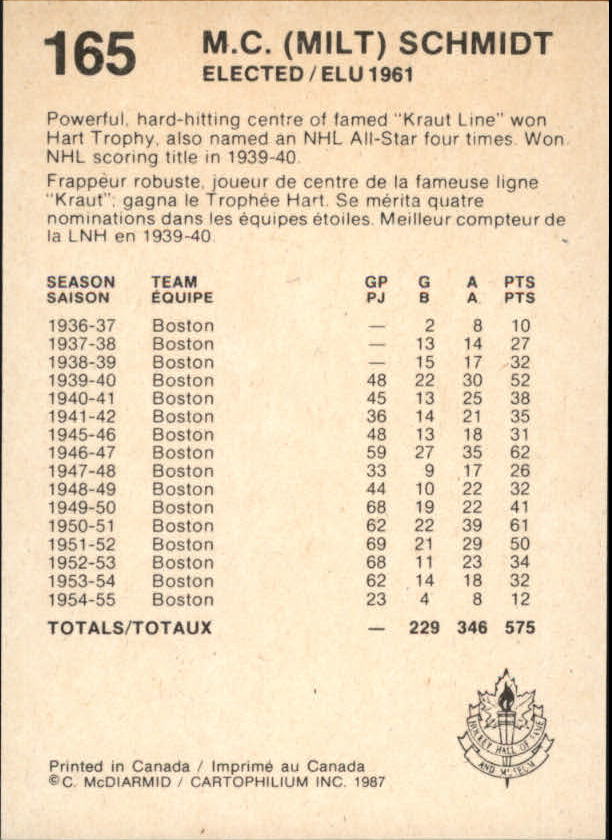 165 M.C. (MILT) SCHMIDT
ELECTED / ELU 1961
Powerful, hard-hitting centre of famed "Kraut Line" won
Hart Trophy, also named an NHL All-Star four times. Won
NHL scoring title in 1939-40.
Frappeur robuste, joueur de centre de la fameuse ligne
"Kraut"; gagna le Trophée Hart. Se mérita quatre
nominations dans les équipes étoiles. Meilleur compteur de
la LNH en 1939-40.
SEASON TEAM GP G A PTS
SAISON ÉQUIPE PJ B A PTS
1936-37 Boston — 2 8 10
1937-38 Boston — 13 14 27
1938-39 Boston — 15 17 32
1939-40 Boston 48 22 30 52
1940-41 Boston 45 13 25 38
1941-42 Boston 36 14 21 35
1945-46 Boston 48 13 18 31
1946-47 Boston 59 27 35 62
1947-48 Boston 33 9 17 26
1948-49 Boston 44 10 22 32
1949-50 Boston 68 19 22 41
1950-51 Boston 62 22 39 61
1951-52 Boston 69 21 29 50
1952-53 Boston 68 11 23 34
1953-54 Boston 62 14 18 32
1954-55 Boston 23 4 8 12
TOTALS/TOTAUX — 229 346 575
HOCKEY HALL OF FAME
AND MUSEUM
Printed in Canada / Imprimé au Canada
©C. McDIARMID / CARTOPHILIUM INC. 1987